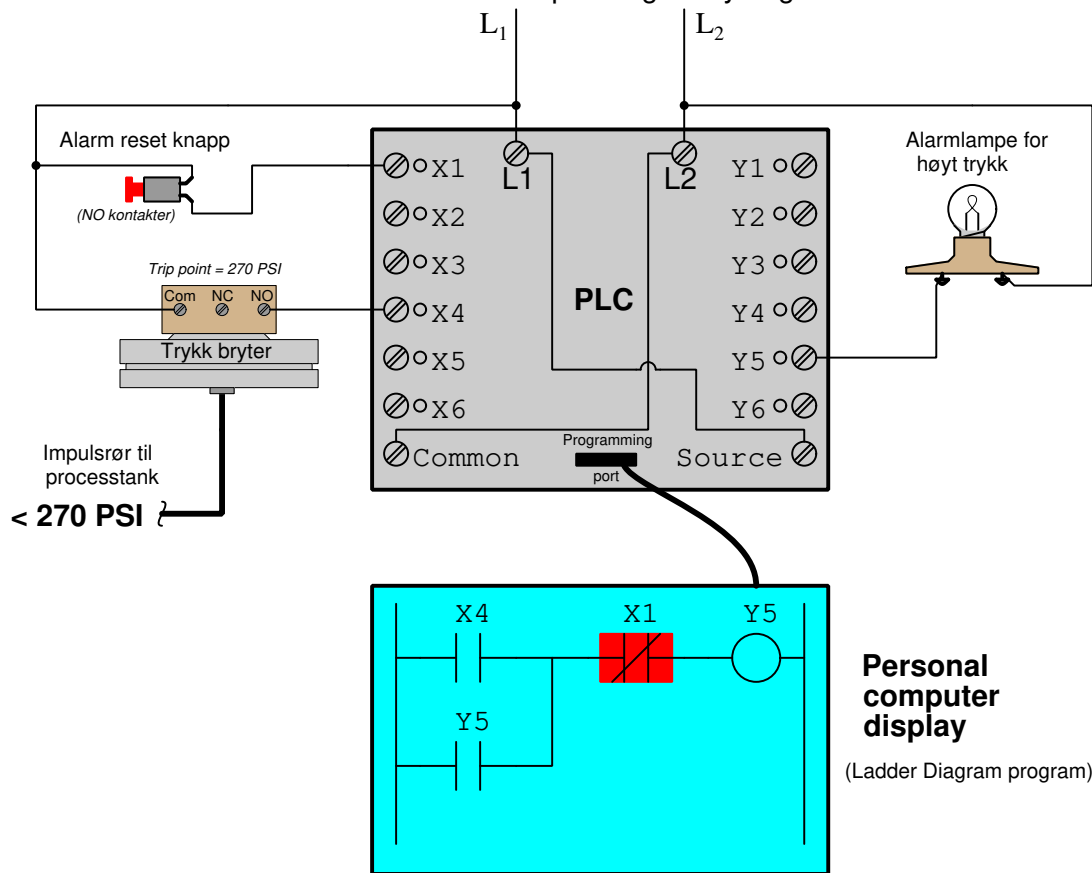 L1
L2
Alarm reset knapp
(NO kontakter)
Trip point = 270 PSI
Com NC NO
Trykk bryter
Impulsrør til
processtank
< 270 PSI
X1
X2
X3
X4
X5
X6
Common
L1
L2
PLC
Programming
port
Y1
Y2
Y3
Y4
Y5
Y6
Source
Alarmlampe for
høyt trykk
X4
X1
Y5
Y5
Personal
computer
display
(Ladder Diagram program)